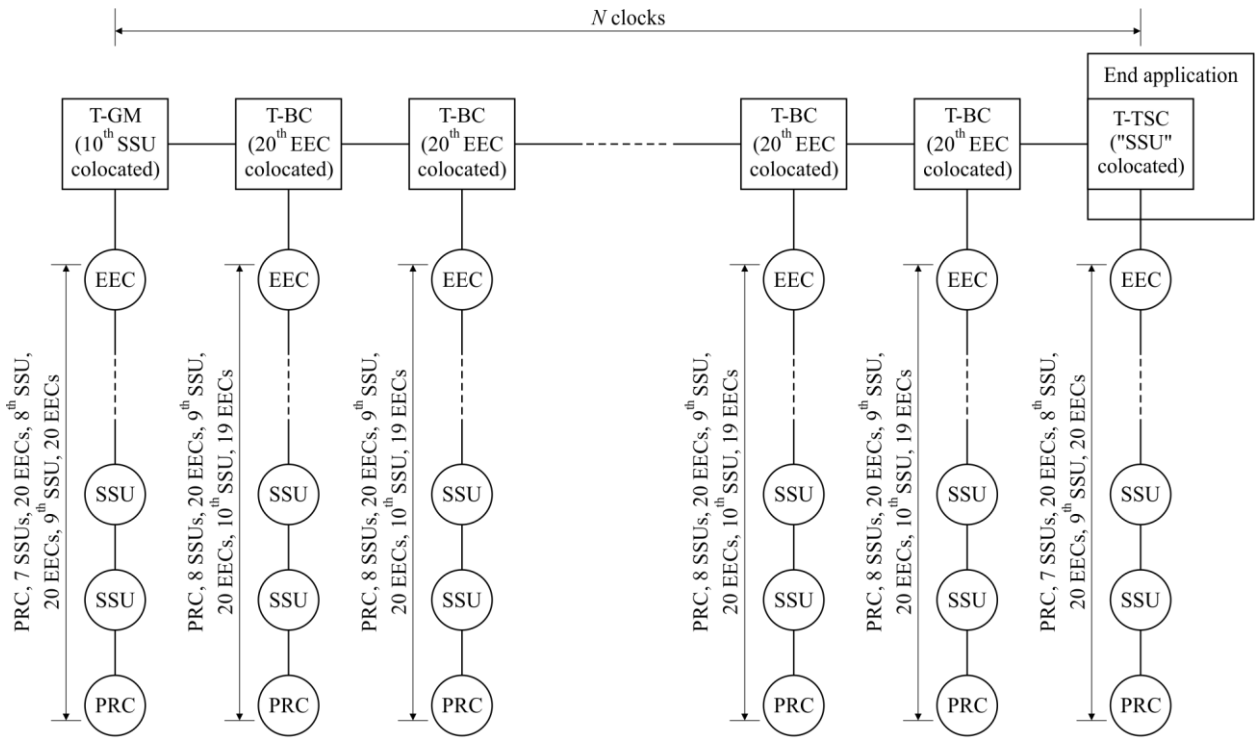 N clocks
End application
T-GM
(10th SSU
colocated)
T-BC
(20th EEC
colocated)
T-BC
(20th EEC
colocated)
T-BC
(20th EEC
colocated)
T-BC
(20th EEC
colocated)
T-TSC
("SSU"
colocated)
EEC
EEC
EEC
EEC
EEC
EEC
PRC, 7 SSUs, 20 EECs, 8th SSU,
20 EECs, 9th SSU, 20 EECs
PRC, 8 SSUs, 20 EECs, 9th SSU,
20 EECs, 10th SSU, 19 EECs
PRC, 8 SSUs, 20 EECs, 9th SSU,
20 EECs, 10th SSU, 19 EECs
PRC, 8 SSUs, 20 EECs, 9th SSU,
20 EECs, 10th SSU, 19 EECs
PRC, 8 SSUs, 20 EECs, 9th SSU,
20 EECs, 10th SSU, 19 EECs
PRC, 7 SSUs, 20 EECs, 8th SSU,
20 EECs, 9th SSU, 20 EECs
SSU
SSU
SSU
SSU
SSU
SSU
SSU
SSU
SSU
SSU
SSU
SSU
PRC
PRC
PRC
PRC
PRC
PRC